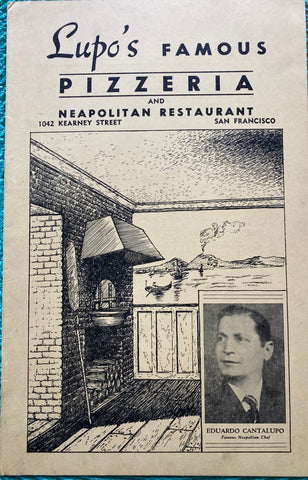 Lupo's FAMOUS
PIZZERIA
AND
NEAPOLITAN RESTAURANT
1042 KEARNEY STREET SAN FRANCISCO
EDUARDO CANTALUPO
Famous Neapolitan Chef